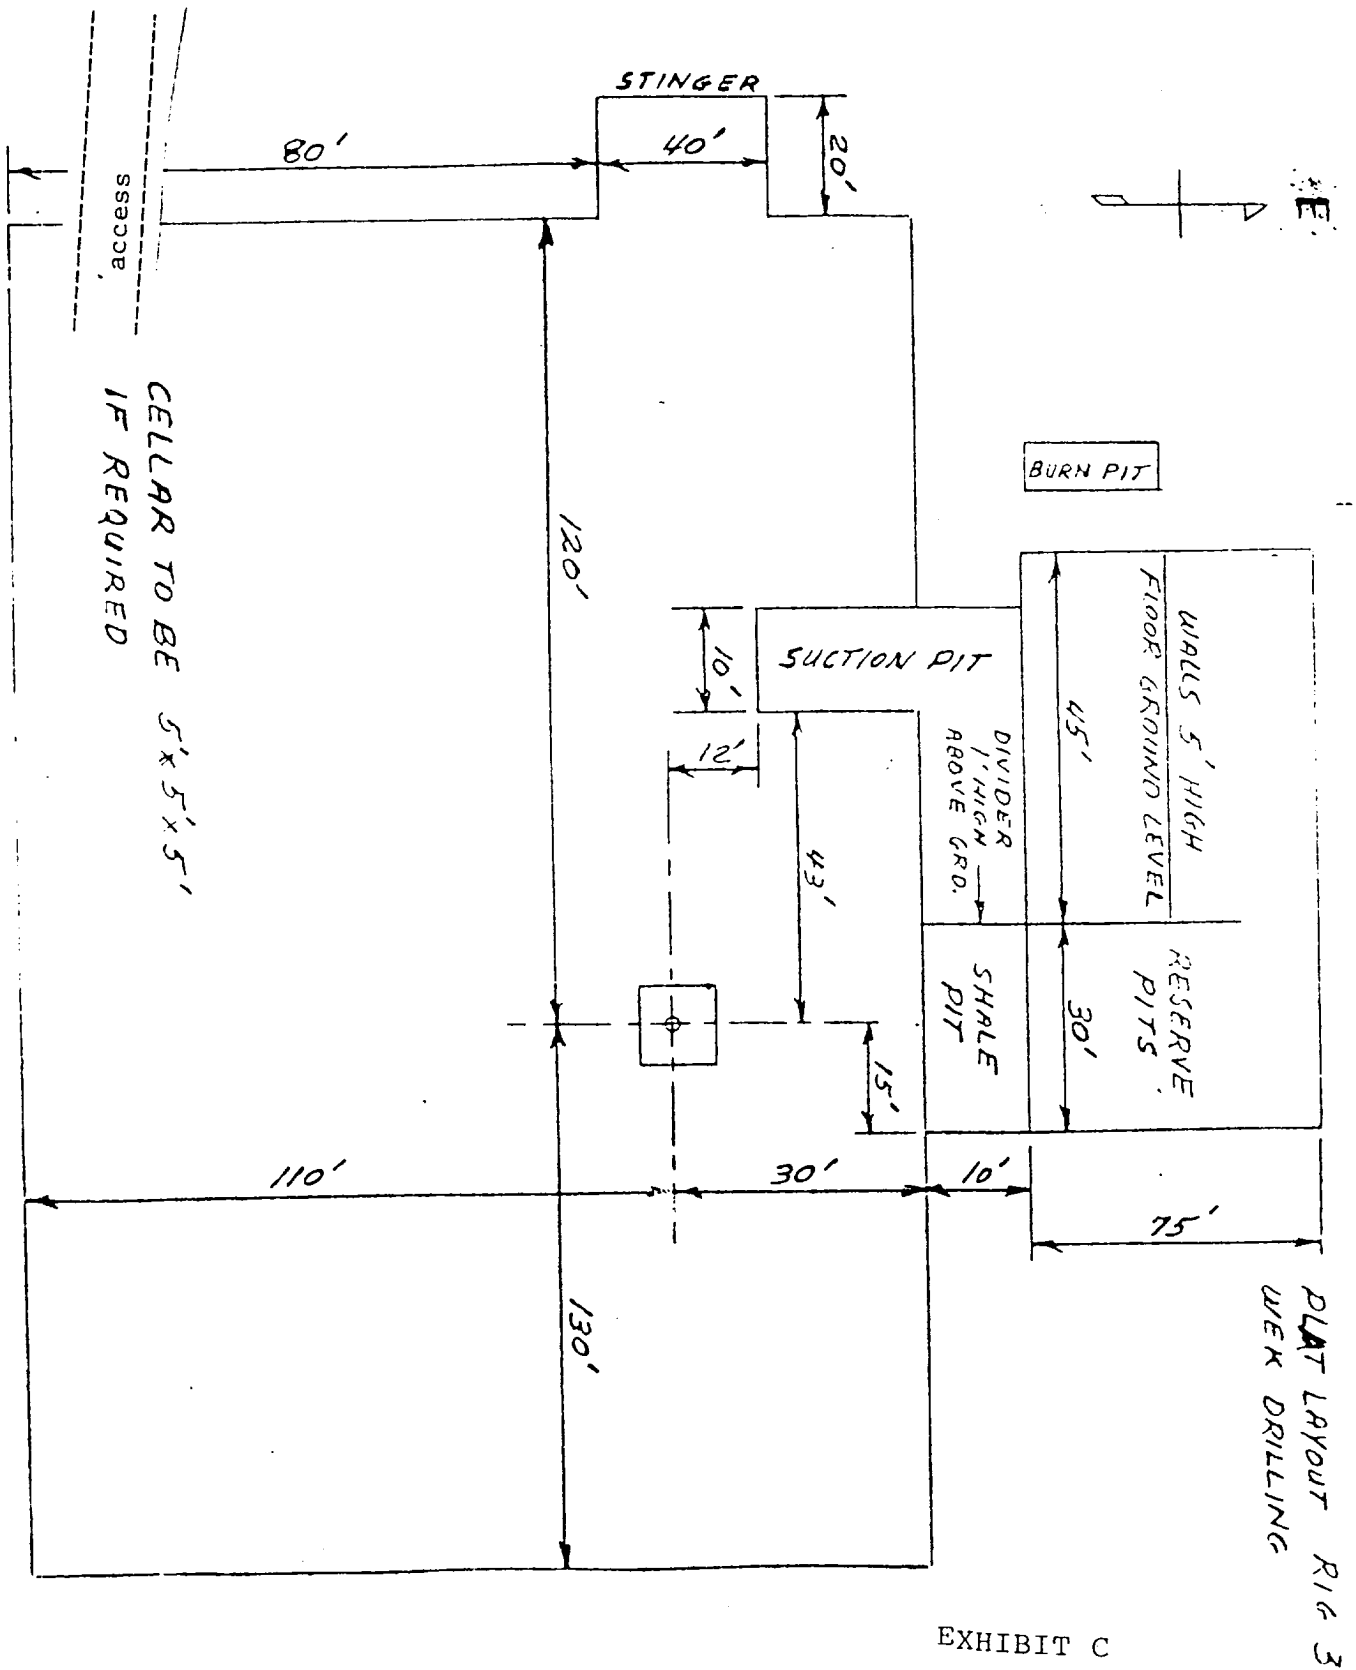 STINGER
80'
40'
20'
E
access
CELLAR TO BE 5'x5'x5'
IF REQUIRED
120'
BURN PIT
WALLS 5' HIGH
FLOOR GROUND LEVEL
SUCTION PIT
10'
12'
43'
45'
DIVIDER
1' HIGH
ABOVE GRD.
SHALE
PIT
RESERVE
PITS
30'
15'
110'
30'
10'
75'
130'
PLAT LAYOUT RIG 3
WEK DRILLING
EXHIBIT C